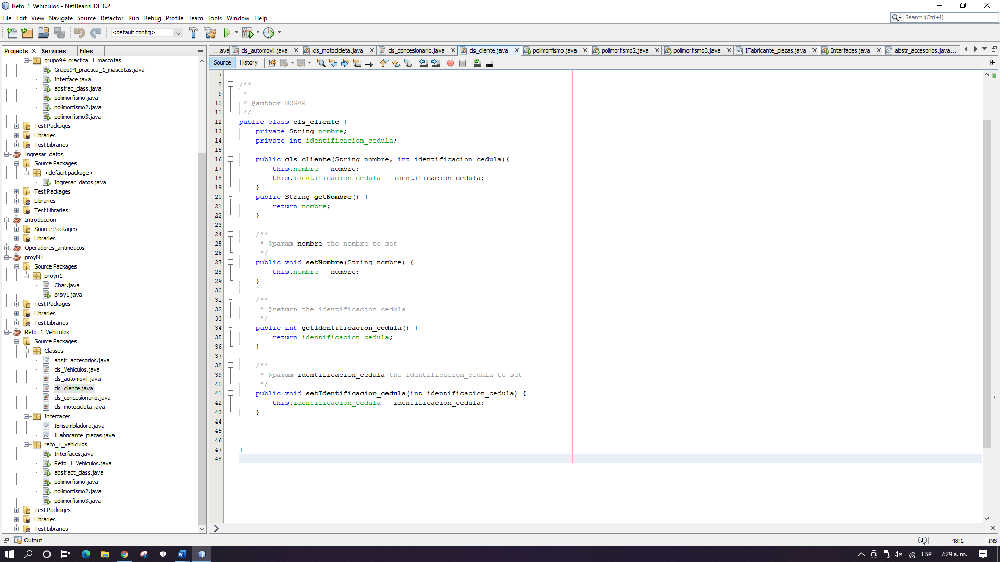 Reto_1_Vehiculos - NetBeans IDE 8.2
File Edit View Navigate Source Refactor Run Debug Profile Team Tools Window Help
Search (Ctrl+I)
<default config>
Projects Services Files
grupo94_practica_1_mascotas
Grupo94_practica_1_mascotas.java
Interface.java
abstrac_class.java
polimorfismo.java
polimorfismo2.java
polimorfismo3.java
Test Packages
Libraries
Test Libraries
Ingresar_datos
Source Packages
<default package>
Ingresar_datos.java
Test Packages
Libraries
Test Libraries
Introduccion
Source Packages
Libraries
Operadores_aritmeticos
proyN1
Source Packages
proyn1
Char.java
proy1.java
Test Packages
Libraries
Test Libraries
Reto_1_Vehiculos
Source Packages
Classes
abstr_accesorios.java
cls_Vehiculos.java
cls_automovil.java
cls_cliente.java
cls_concesionario.java
cls_motocicleta.java
Interfaces
IEnsambladora.java
IFabricante_piezas.java
reto_1_vehiculos
Interfaces.java
Reto_1_Vehiculos.java
abstract_class.java
polimorfismo.java
polimorfismo2.java
polimorfismo3.java
Test Packages
Libraries
Test Libraries
...ava cls_automovil.java cls_motocicleta.java cls_concesionario.java cls_cliente.java polimorfismo.java polimorfismo2.java polimorfismo3.java IFabricante_piezas.java Interfaces.java abstr_accesorios.java...
Source History
7
8 /**
9 *
10 * @author HOGAR
11 */
12 public class cls_cliente {
13 private String nombre;
14 private int identificacion_cedula;
15
16 public cls_cliente(String nombre, int identificacion_cedula){
17 this.nombre = nombre;
18 this.identificacion_cedula = identificacion_cedula;
19 }
20 public String getNombre() {
21 return nombre;
22 }
23
24 /**
25 * @param nombre the nombre to set
26 */
27 public void setNombre(String nombre) {
28 this.nombre = nombre;
29 }
30
31 /**
32 * @return the identificacion_cedula
33 */
34 public int getIdentificacion_cedula() {
35 return identificacion_cedula;
36 }
37
38 /**
39 * @param identificacion_cedula the identificacion_cedula to set
40 */
41 public void setIdentificacion_cedula(int identificacion_cedula) {
42 this.identificacion_cedula = identificacion_cedula;
43 }
44
45
46
47 }
48
Output
1 48:1 INS
ESP 7:29 a. m.